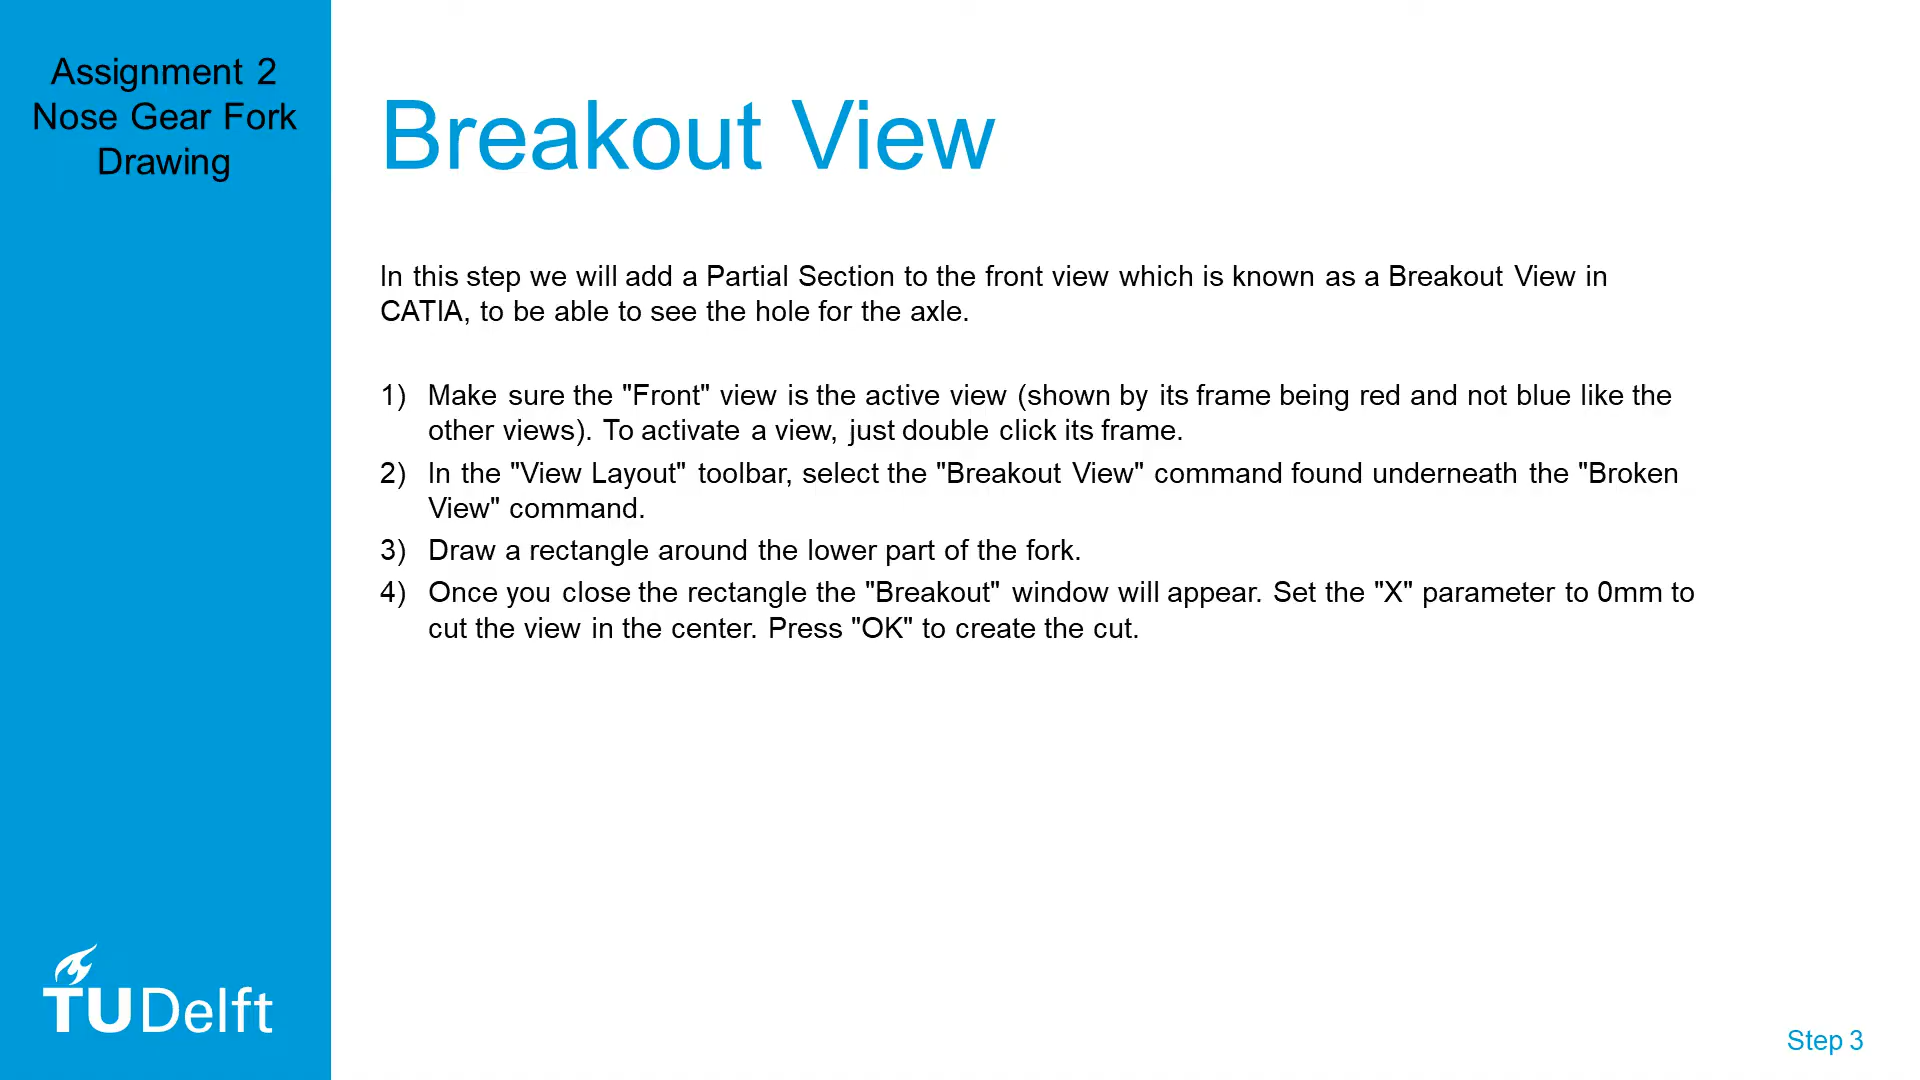 Assignment 2
Nose Gear Fork
Drawing
Breakout View
In this step we will add a Partial Section to the front view which is known as a Breakout View in
CATIA, to be able to see the hole for the axle.
1) Make sure the "Front" view is the active view (shown by its frame being red and not blue like the
other views). To activate a view, just double click its frame.
2) In the "View Layout" toolbar, select the "Breakout View" command found underneath the "Broken
View" command.
3) Draw a rectangle around the lower part of the fork.
4) Once you close the rectangle the "Breakout" window will appear. Set the "X" parameter to 0mm to
cut the view in the center. Press "OK" to create the cut.
TUDelft
Step 3